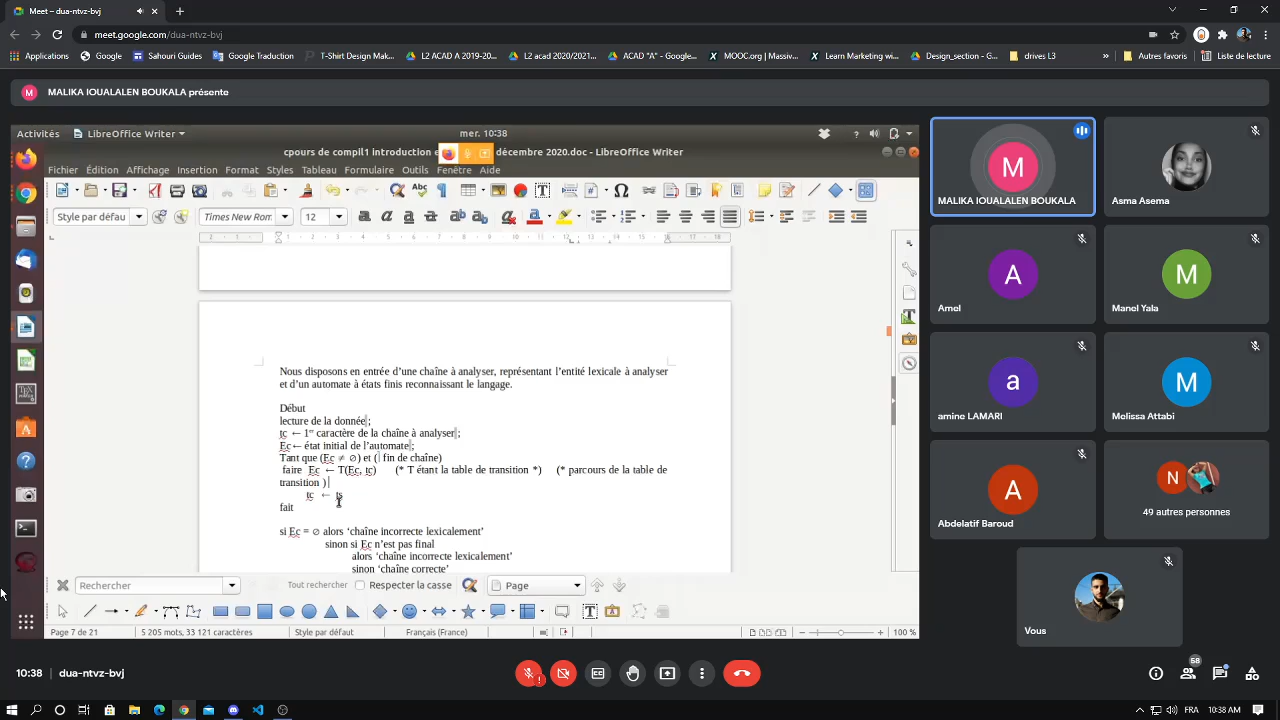 Meet – dua-ntvz-bvj
meet.google.com/dua-ntvz-bvj
Applications Google Sahouri Guides Google Traduction P-T-Shirt Design Maki... L2 ACAD A 2019-20... L2 acad 2020/2021... ACAD "A" - Google... MOOC.org | Massiv... Learn Marketing wi... Design_section - G... drives L3 » Autres favoris Liste de lecture
M MALIKA IOUALALEN BOUKALA présente
Activités LibreOffice Writer mer. 10:38
cpours de compil1 introduction e décembre 2020.doc - LibreOffice Writer
Fichier Édition Affichage Insertion Format Styles Tableau Formulaire Outils Fenêtre Aide
Style par défau Times New Rom 12
Nous disposons en entrée d’une chaîne à analyser, représentant l’entité lexicale à analyser
et d’un automate à états finis reconnaissant le langage.
Début
lecture de la donnée ;
tc ← 1er caractère de la chaîne à analyser ;
Ec ← état initial de l’automate ;
Tant que (Ec ≠ ∅) et ( fin de chaîne)
faire Ec ← T(Ec, tc) (* T étant la table de transition *) (* parcours de la table de
transition )
tc ← ts
fait
si Ec = ∅ alors ‘chaîne incorrecte lexicalement’
sinon si Ec n’est pas final
alors ‘chaîne incorrecte lexicalement’
sinon ‘chaîne correcte’
Rechercher Tout rechercher Respecter la casse Page
Page 7 de 21 5 205 mots, 33 121 caractères Style par défaut Français (France) 100 %
M
MALIKA IOUALALEN BOUKALA
Asma Asema
A
Amel
M
Manel Yala
a
amine LAMARI
M
Melissa Attabi
A
Abdelatif Baroud
N
49 autres personnes
Vous
10:38 dua-ntvz-bvj
58
FR 10:38 AM